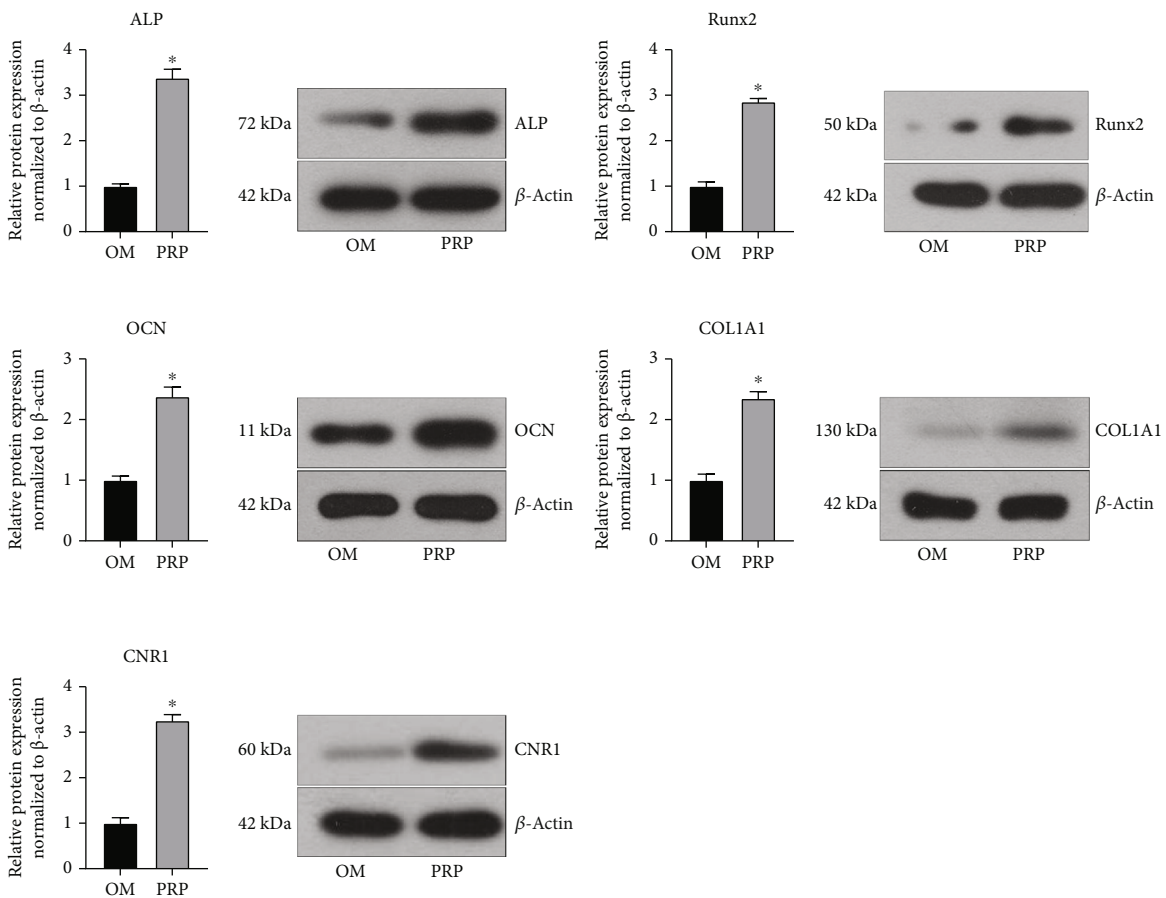 ALP
Relative protein expression
normalized to β-actin
4
3
2
1
0
*
OM PRP
72 kDa ALP
42 kDa β-Actin
OM PRP
Runx2
Relative protein expression
normalized to β-actin
4
3
2
1
0
*
OM PRP
50 kDa Runx2
42 kDa β-Actin
OM PRP
OCN
Relative protein expression
normalized to β-actin
3
2
1
0
*
OM PRP
11 kDa OCN
42 kDa β-Actin
OM PRP
COL1A1
Relative protein expression
normalized to β-actin
3
2
1
0
*
OM PRP
130 kDa COL1A1
42 kDa β-Actin
OM PRP
CNR1
Relative protein expression
normalized to β-actin
4
3
2
1
0
*
OM PRP
60 kDa CNR1
42 kDa β-Actin
OM PRP